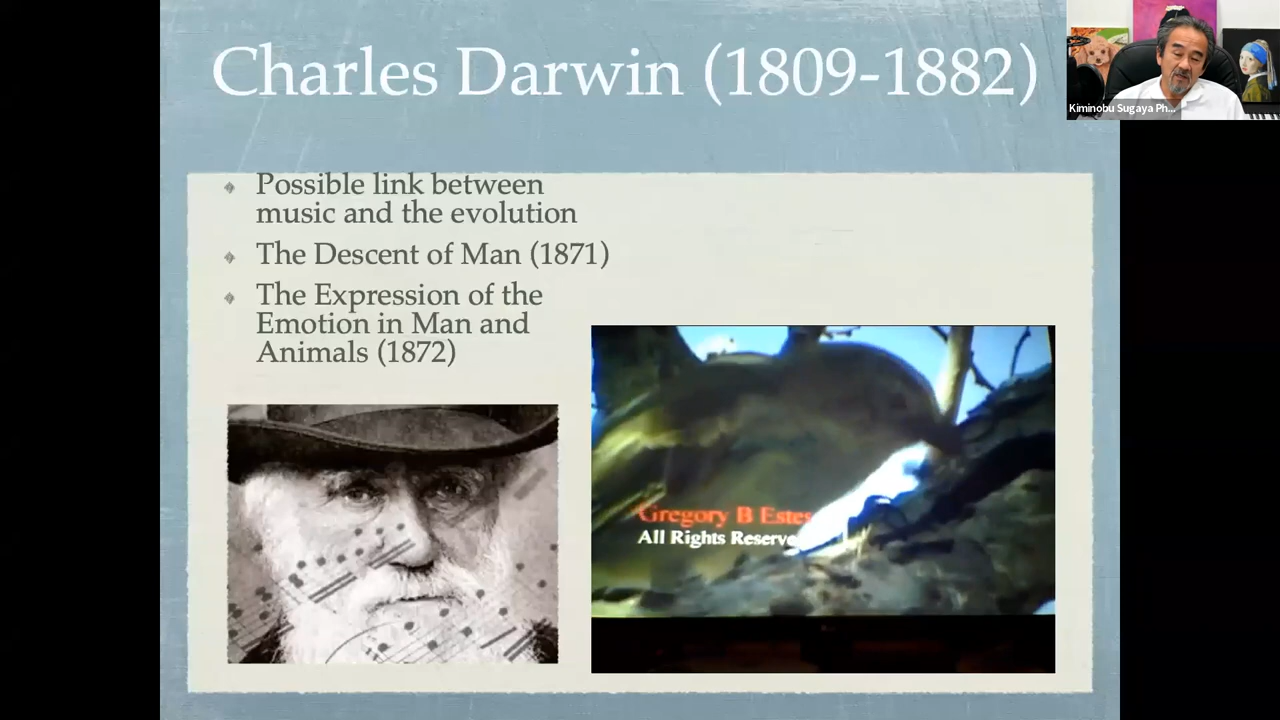 Charles Darwin (1809-1882)
Kiminobu Sugaya Ph...
Possible link between
music and the evolution
The Descent of Man (1871)
The Expression of the
Emotion in Man and
Animals (1872)
Gregory B Estes
All Rights Reserve